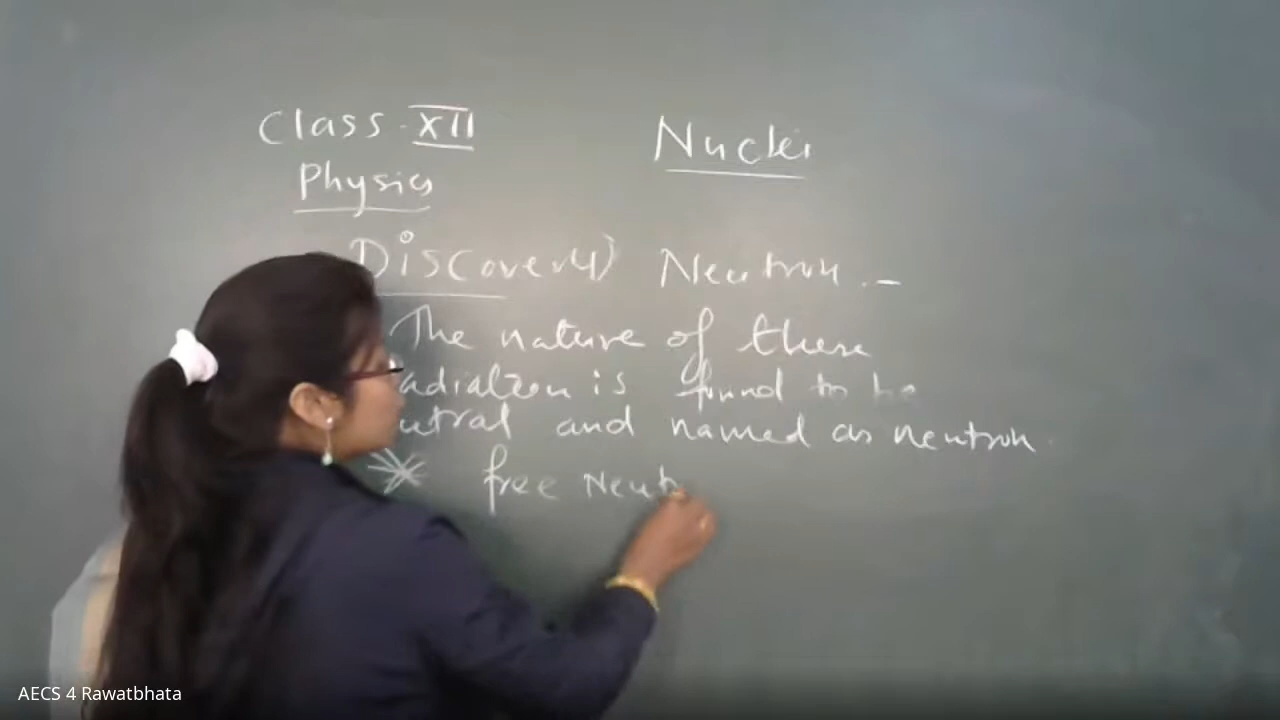 Class XII
Nuclei
Physics
Discovery Neutron.-
The nature of these
adiation is found to be
utral and named as neutron
* free Neut
AECS 4 Rawatbhata